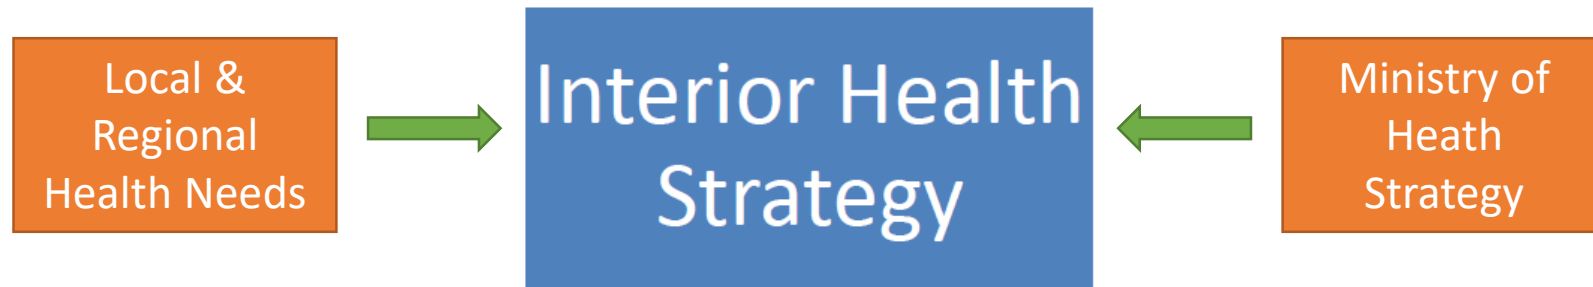 Local &
Regional
Health Needs
Interior Health
Strategy
Ministry of
Heath
Strategy